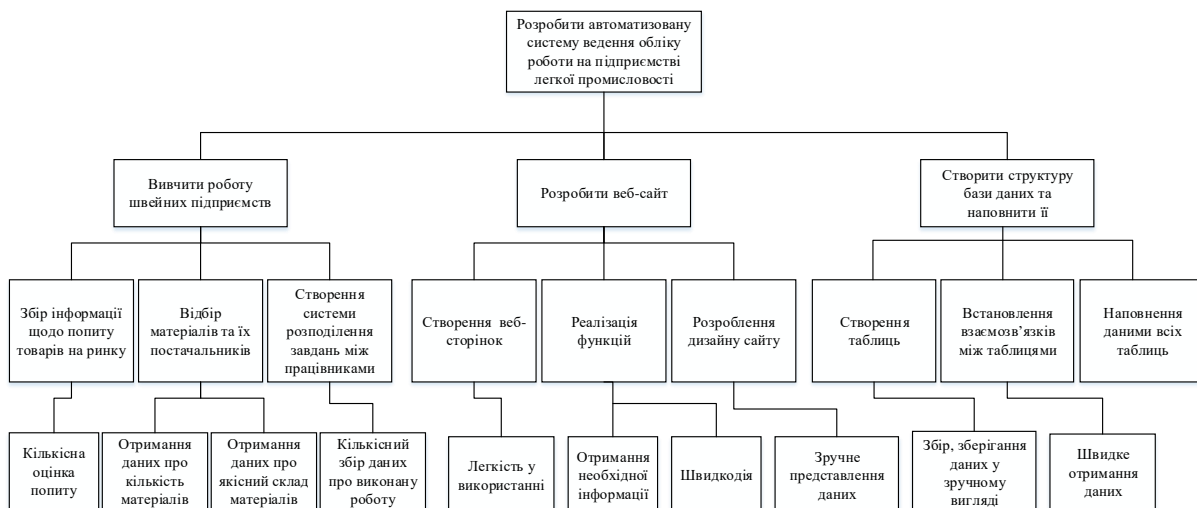 Розробити автоматизовану
систему ведення обліку
роботи на підприємстві
легкої промисловості
Вивчити роботу
швейних підприємств
Розробити веб-сайт
Створити структуру
бази даних та
наповнити її
Збір інформації
щодо попиту
товарів на ринку
Відбір
матеріалів та їх
постачальників
Створення
системи
розподілення
завдань між
працівниками
Створення веб-
сторінок
Реалізація
функцій
Розроблення
дизайну сайту
Створення
таблиць
Встановлення
взаємозв’язків
між таблицями
Наповнення
даними всіх
таблиць
Кількісна
оцінка
попиту
Отримання
даних про
кількість
матеріалів
Отримання
даних про
якісний склад
матеріалів
Кількісний
збір даних
про виконану
роботу
Легкість у
використанні
Отримання
необхідної
інформації
Швидкодія
Зручне
представлення
даних
Збір, зберігання
даних у
зручному
вигляді
Швидке
отримання
даних